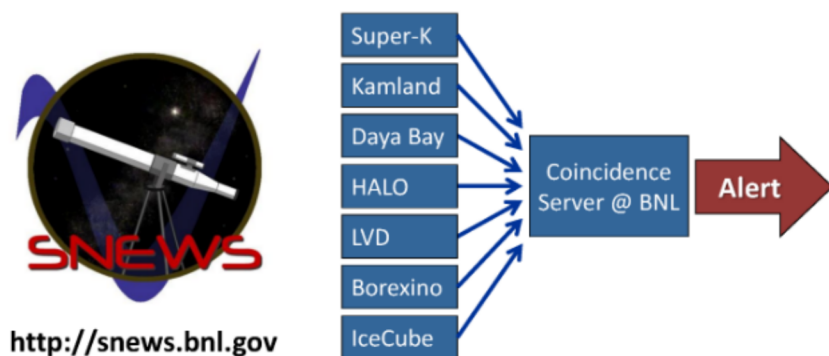 SNEWS
http://snews.bnl.gov
Super-K
Kamland
Daya Bay
HALO
LVD
Borexino
IceCube
Coincidence
Server @ BNL
Alert